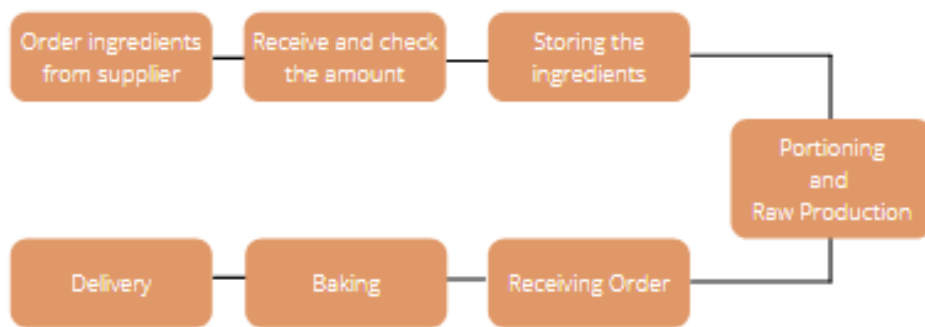 Order ingredients
from supplier
Receive and check
the amount
Storing the
ingredients
Portioning
and
Raw Production
Receiving Order
Baking
Delivery